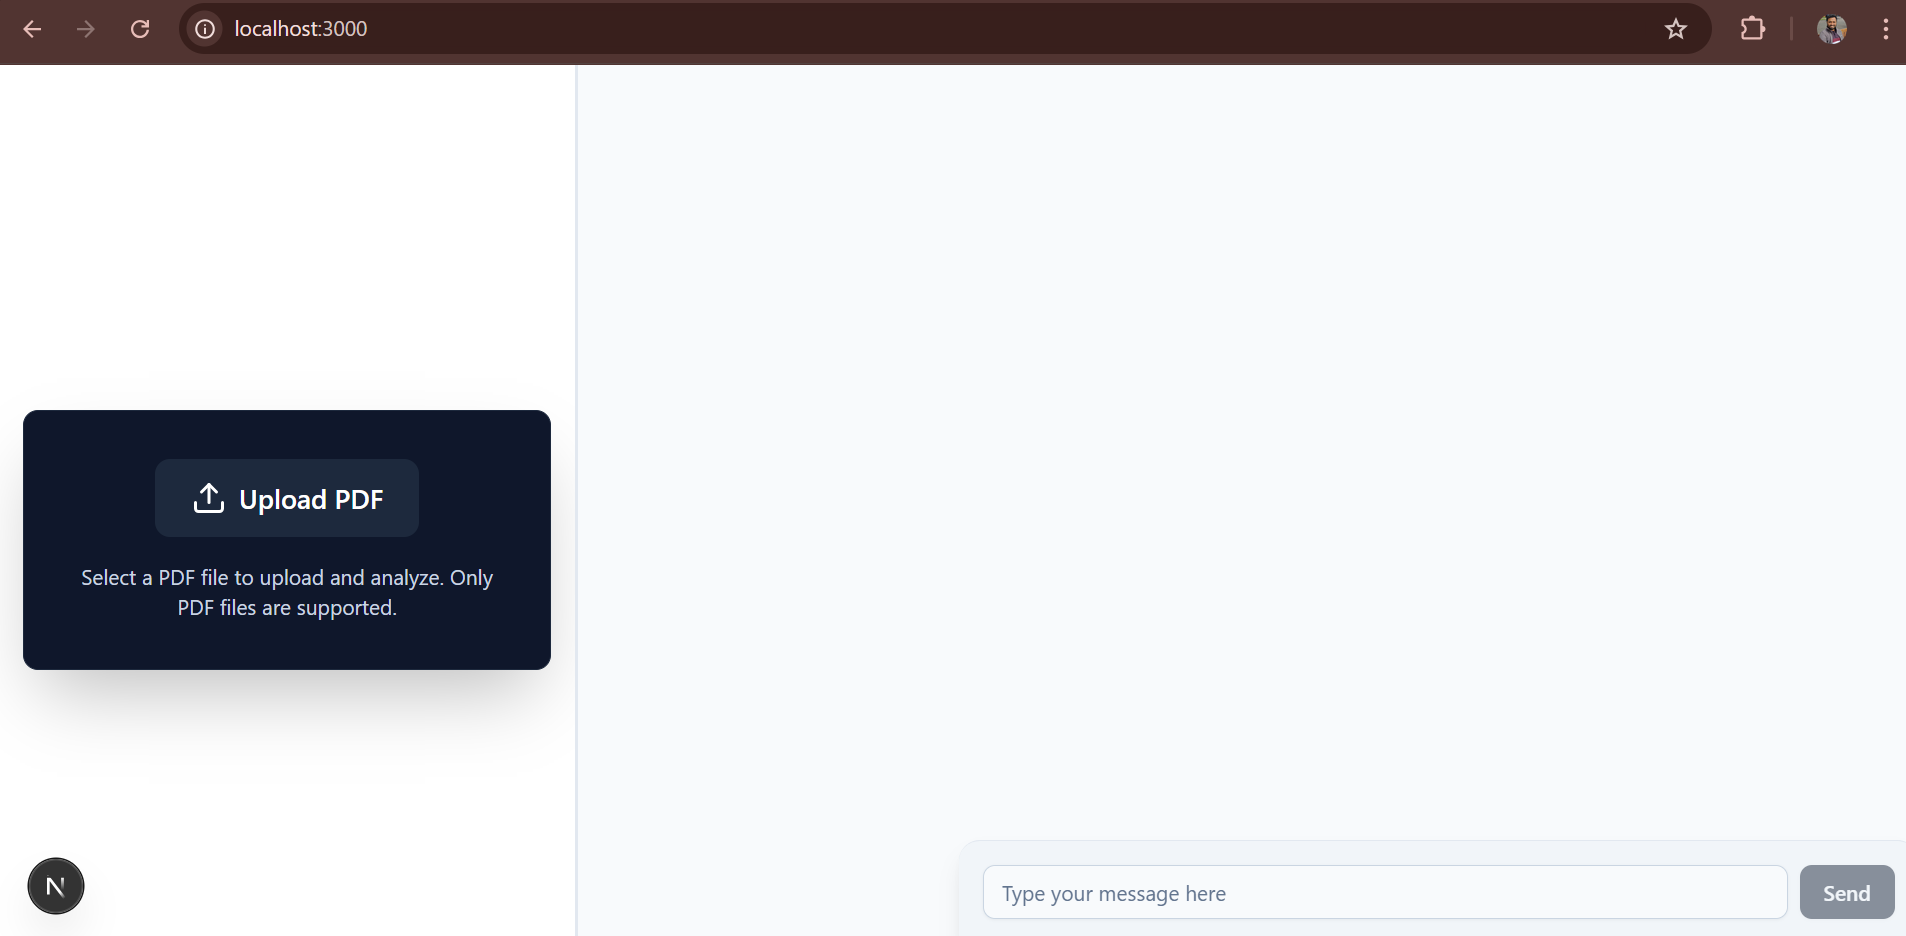 localhost:3000
Upload PDF
Select a PDF file to upload and analyze. Only
PDF files are supported.
N
Type your message here
Send